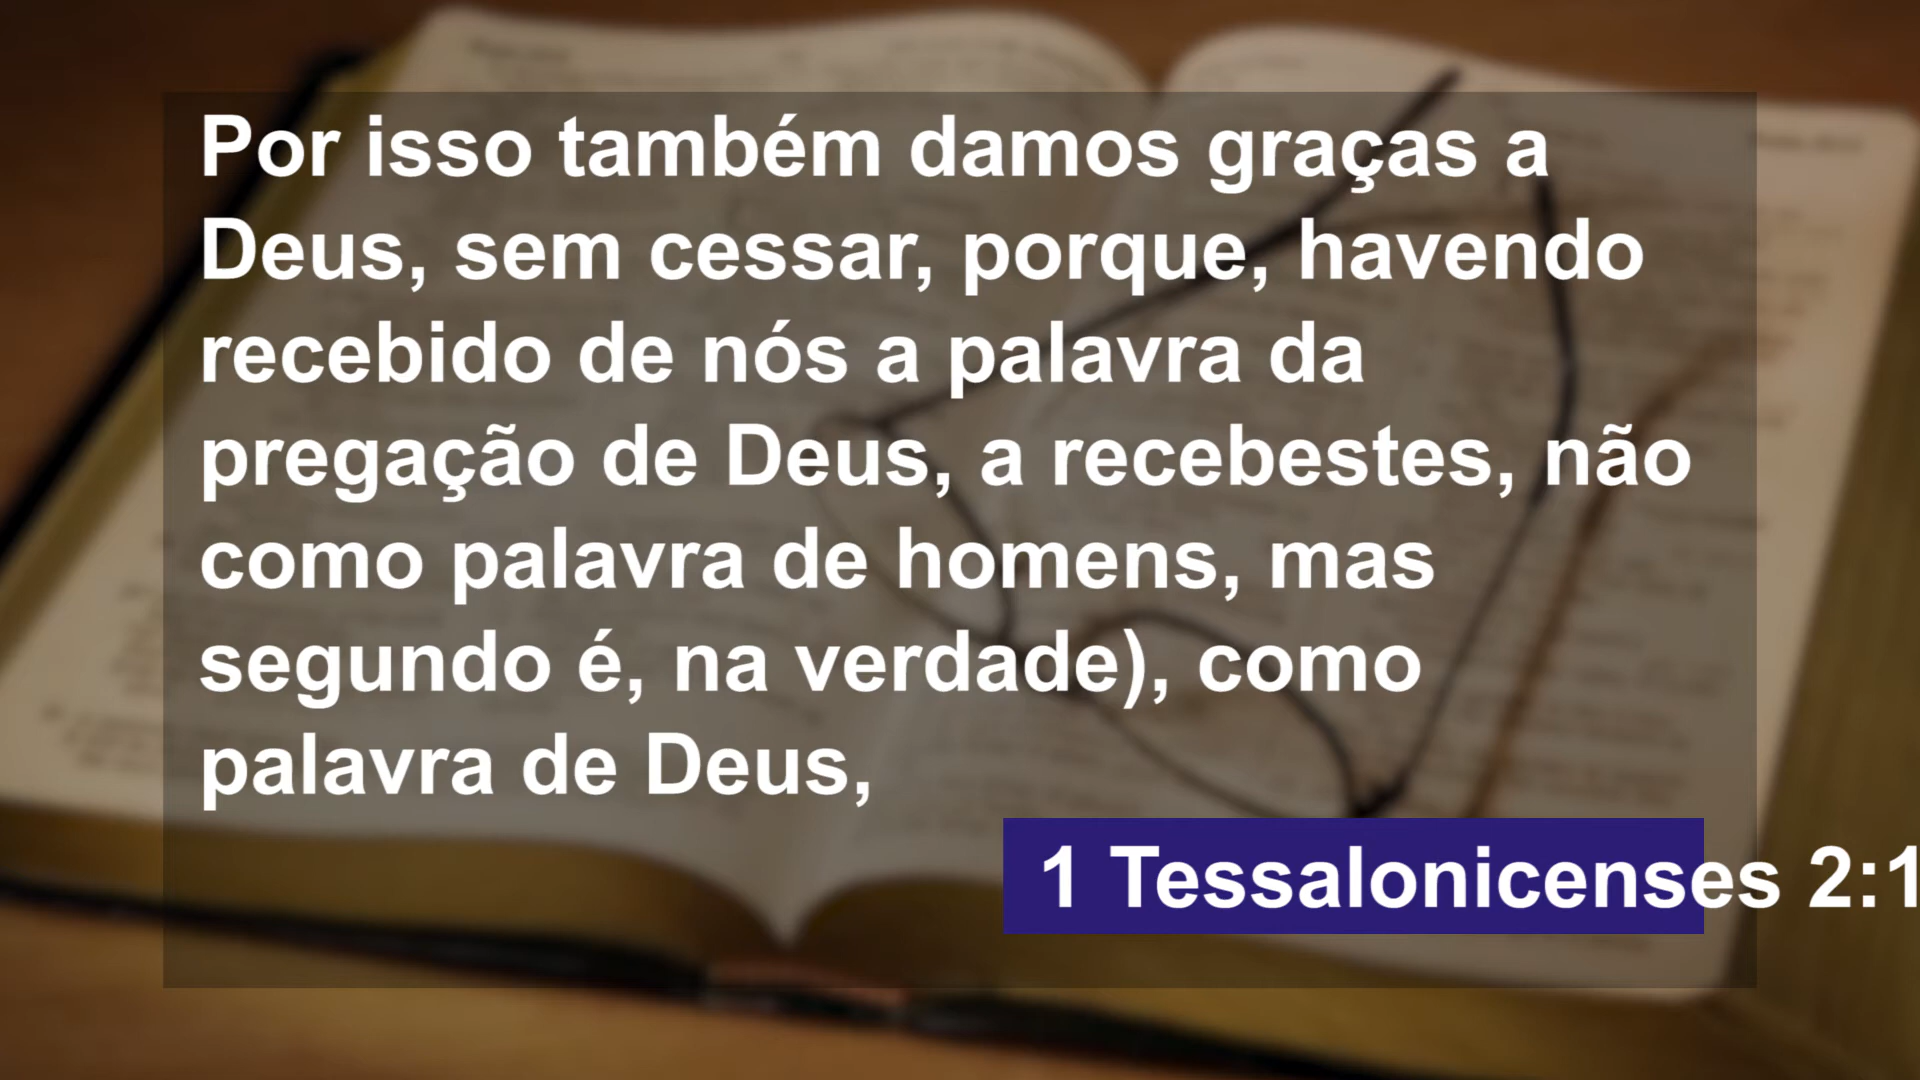 Por isso também damos graças a
Deus, sem cessar, porque, havendo
recebido de nós a palavra da
pregação de Deus, a recebestes, não
como palavra de homens, mas
segundo é, na verdade), como
palavra de Deus,
1 Tessalonicenses 2:1